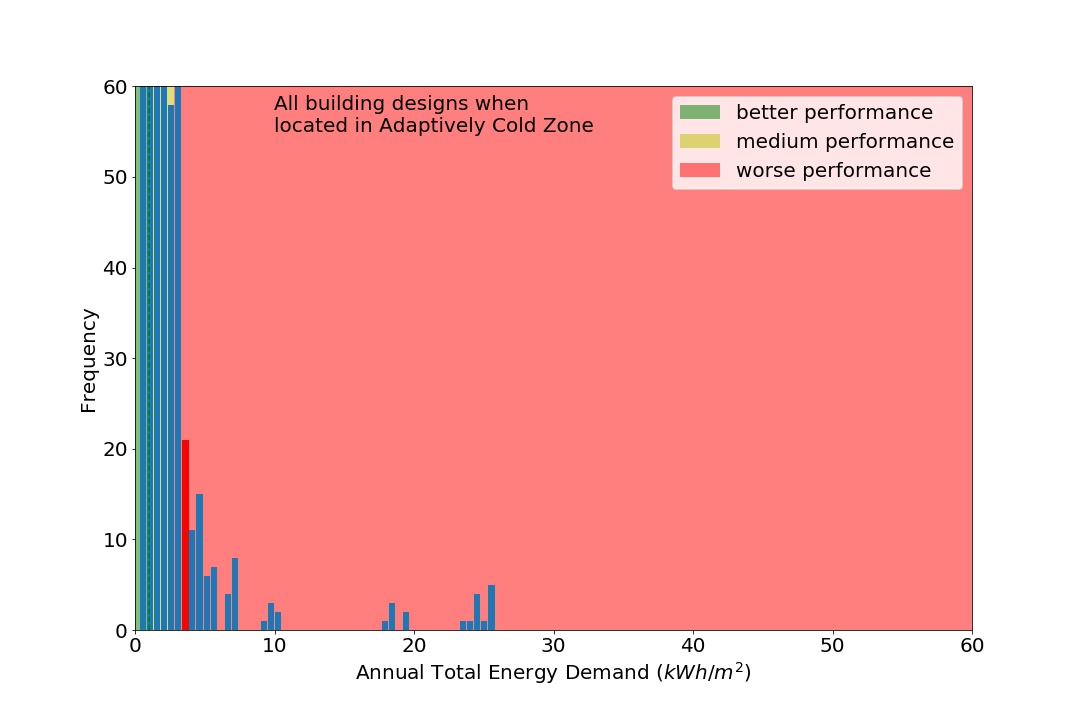 All building designs when
located in Adaptively Cold Zone
better performance
medium performance
worse performance
60
50
40
30
20
10
0
Frequency
0 10 20 30 40 50 60
Annual Total Energy Demand (kWh/m²)